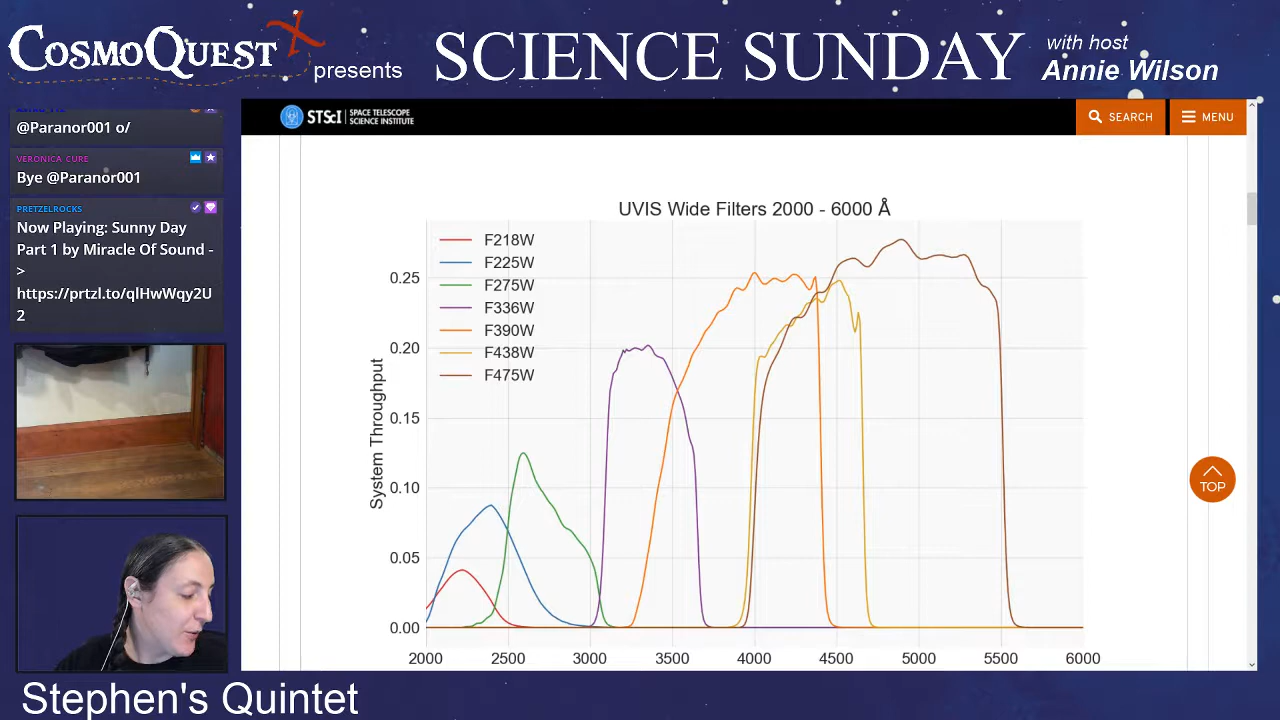 COSMOQUEST X
presents
SCIENCE SUNDAY
with host
Annie Wilson
@Paranor001 o/
VERONICA CURE
Bye @Paranor001
PRETZELROCKS
Now Playing: Sunny Day
Part 1 by Miracle Of Sound -
>
https://prtzl.to/qlHwWqy2U
2
STScI | SPACE TELESCOPE
SCIENCE INSTITUTE
SEARCH
MENU
UVIS Wide Filters 2000 - 6000 Å
F218W
F225W
F275W
F336W
F390W
F438W
F475W
System Throughput
0.25
0.20
0.15
0.10
0.05
0.00
2000 2500 3000 3500 4000 4500 5000 5500 6000
TOP
Stephen's Quintet